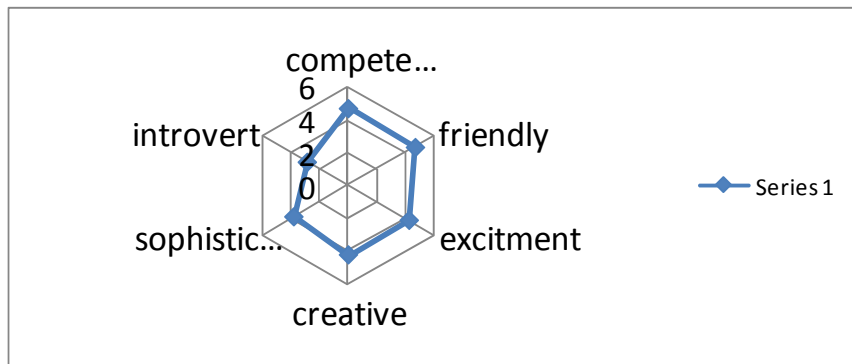 compete...
6
introvert
4
friendly
2
0
Series 1
sophistic...
excitment
creative